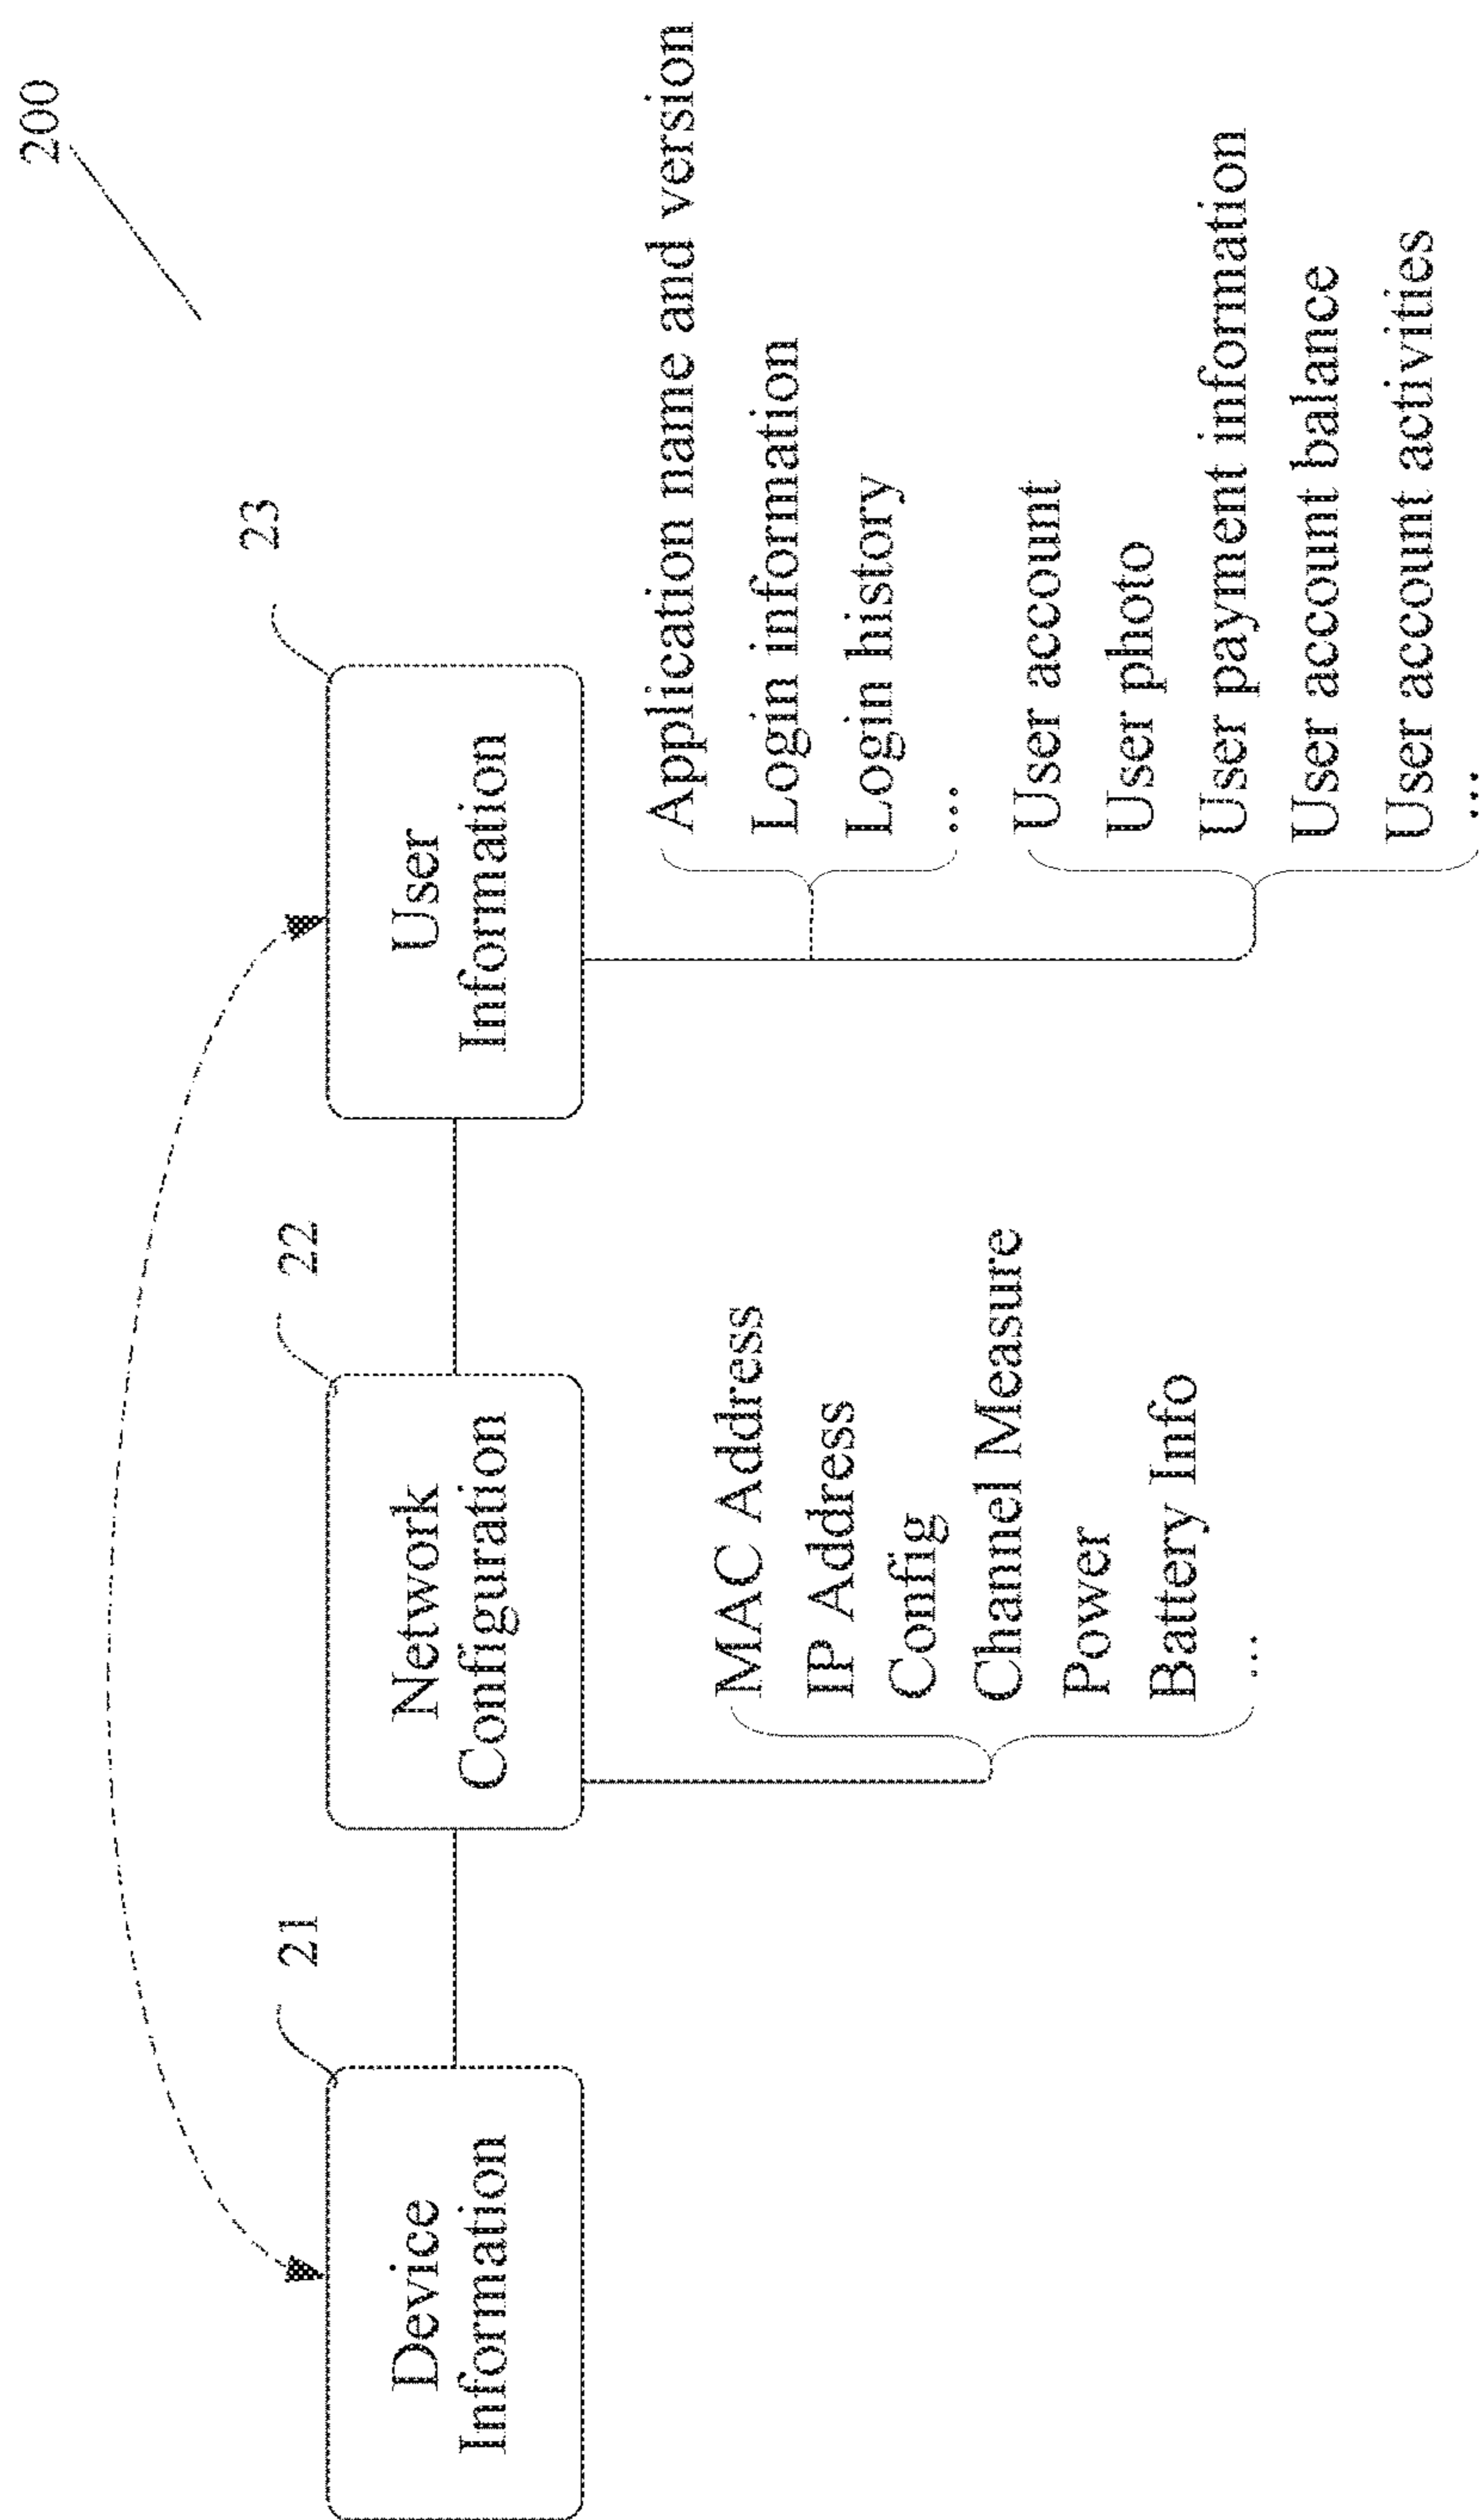 200
21
Device
Information
22
Network
Configuration
MAC Address
IP Address
Config
Channel Measure
Power
Battery Info
...
23
User
Information
Application name and version
Login information
Login history
...
User account
User photo
User payment information
User account balance
User account activities
...